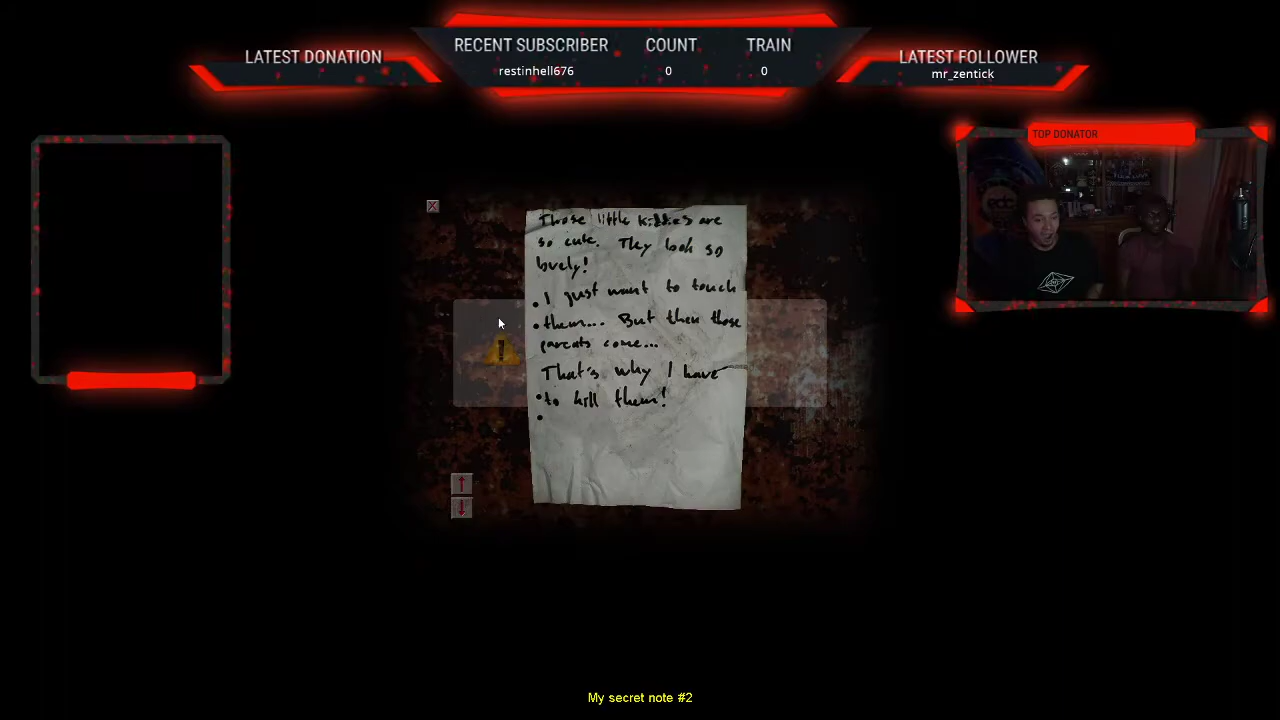 LATEST DONATION
RECENT SUBSCRIBER
COUNT
TRAIN
LATEST FOLLOWER
restinhell676
0
0
mr_zentick
TOP DONATOR
Those little are
so cute. They look so
lovely!
I just want to touch
them... But then those
parents come...
That's why I have
to kill them!
My secret note #2